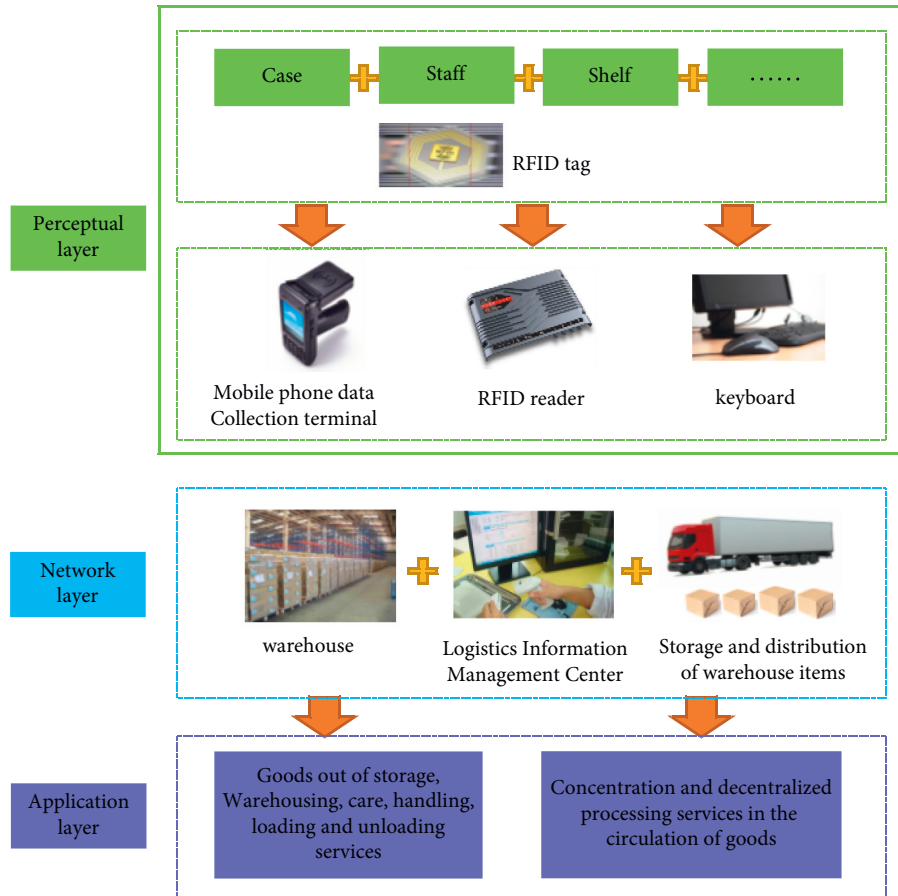 Case
Staff
Shelf
......
RFID tag
Perceptual
layer
Mobile phone data
Collection terminal
RFID reader
keyboard
Network
layer
warehouse
Logistics Information
Management Center
Storage and distribution
of warehouse items
Application
layer
Goods out of storage,
Warehousing, care, handling,
loading and unloading
services
Concentration and decentralized
processing services in the
circulation of goods